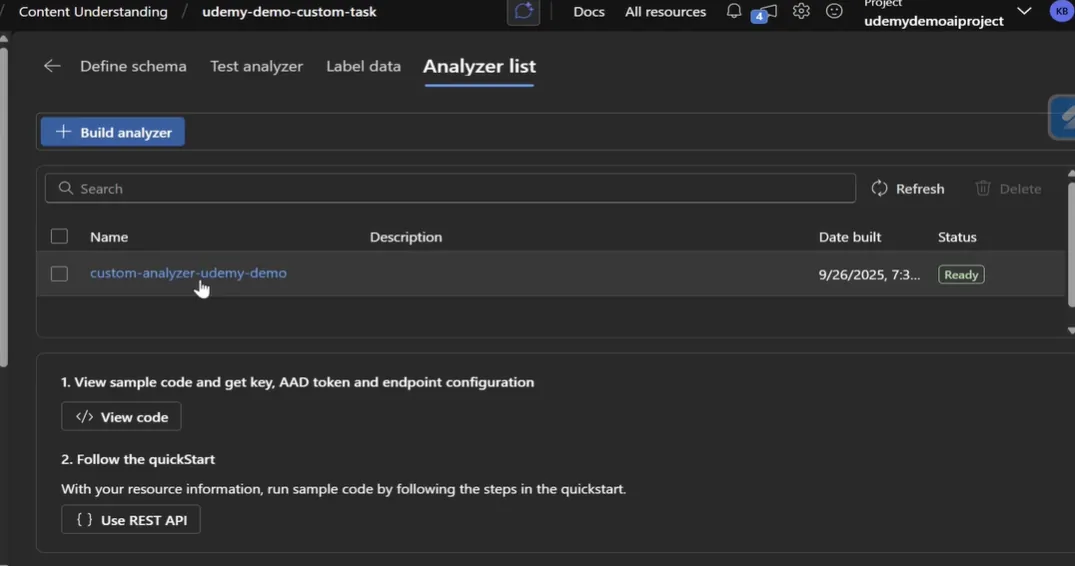 / Content Understanding / udemy-demo-custom-task Docs All resources 4 Project KB
udemydemoaiproject
Define schema Test analyzer Label data Analyzer list
+ Build analyzer
Search Refresh Delete
Name Description Date built Status
custom-analyzer-udemy-demo 9/26/2025, 7:3... Ready
1. View sample code and get key, AAD token and endpoint configuration
</> View code
2. Follow the quickStart
With your resource information, run sample code by following the steps in the quickstart.
{ } Use REST API